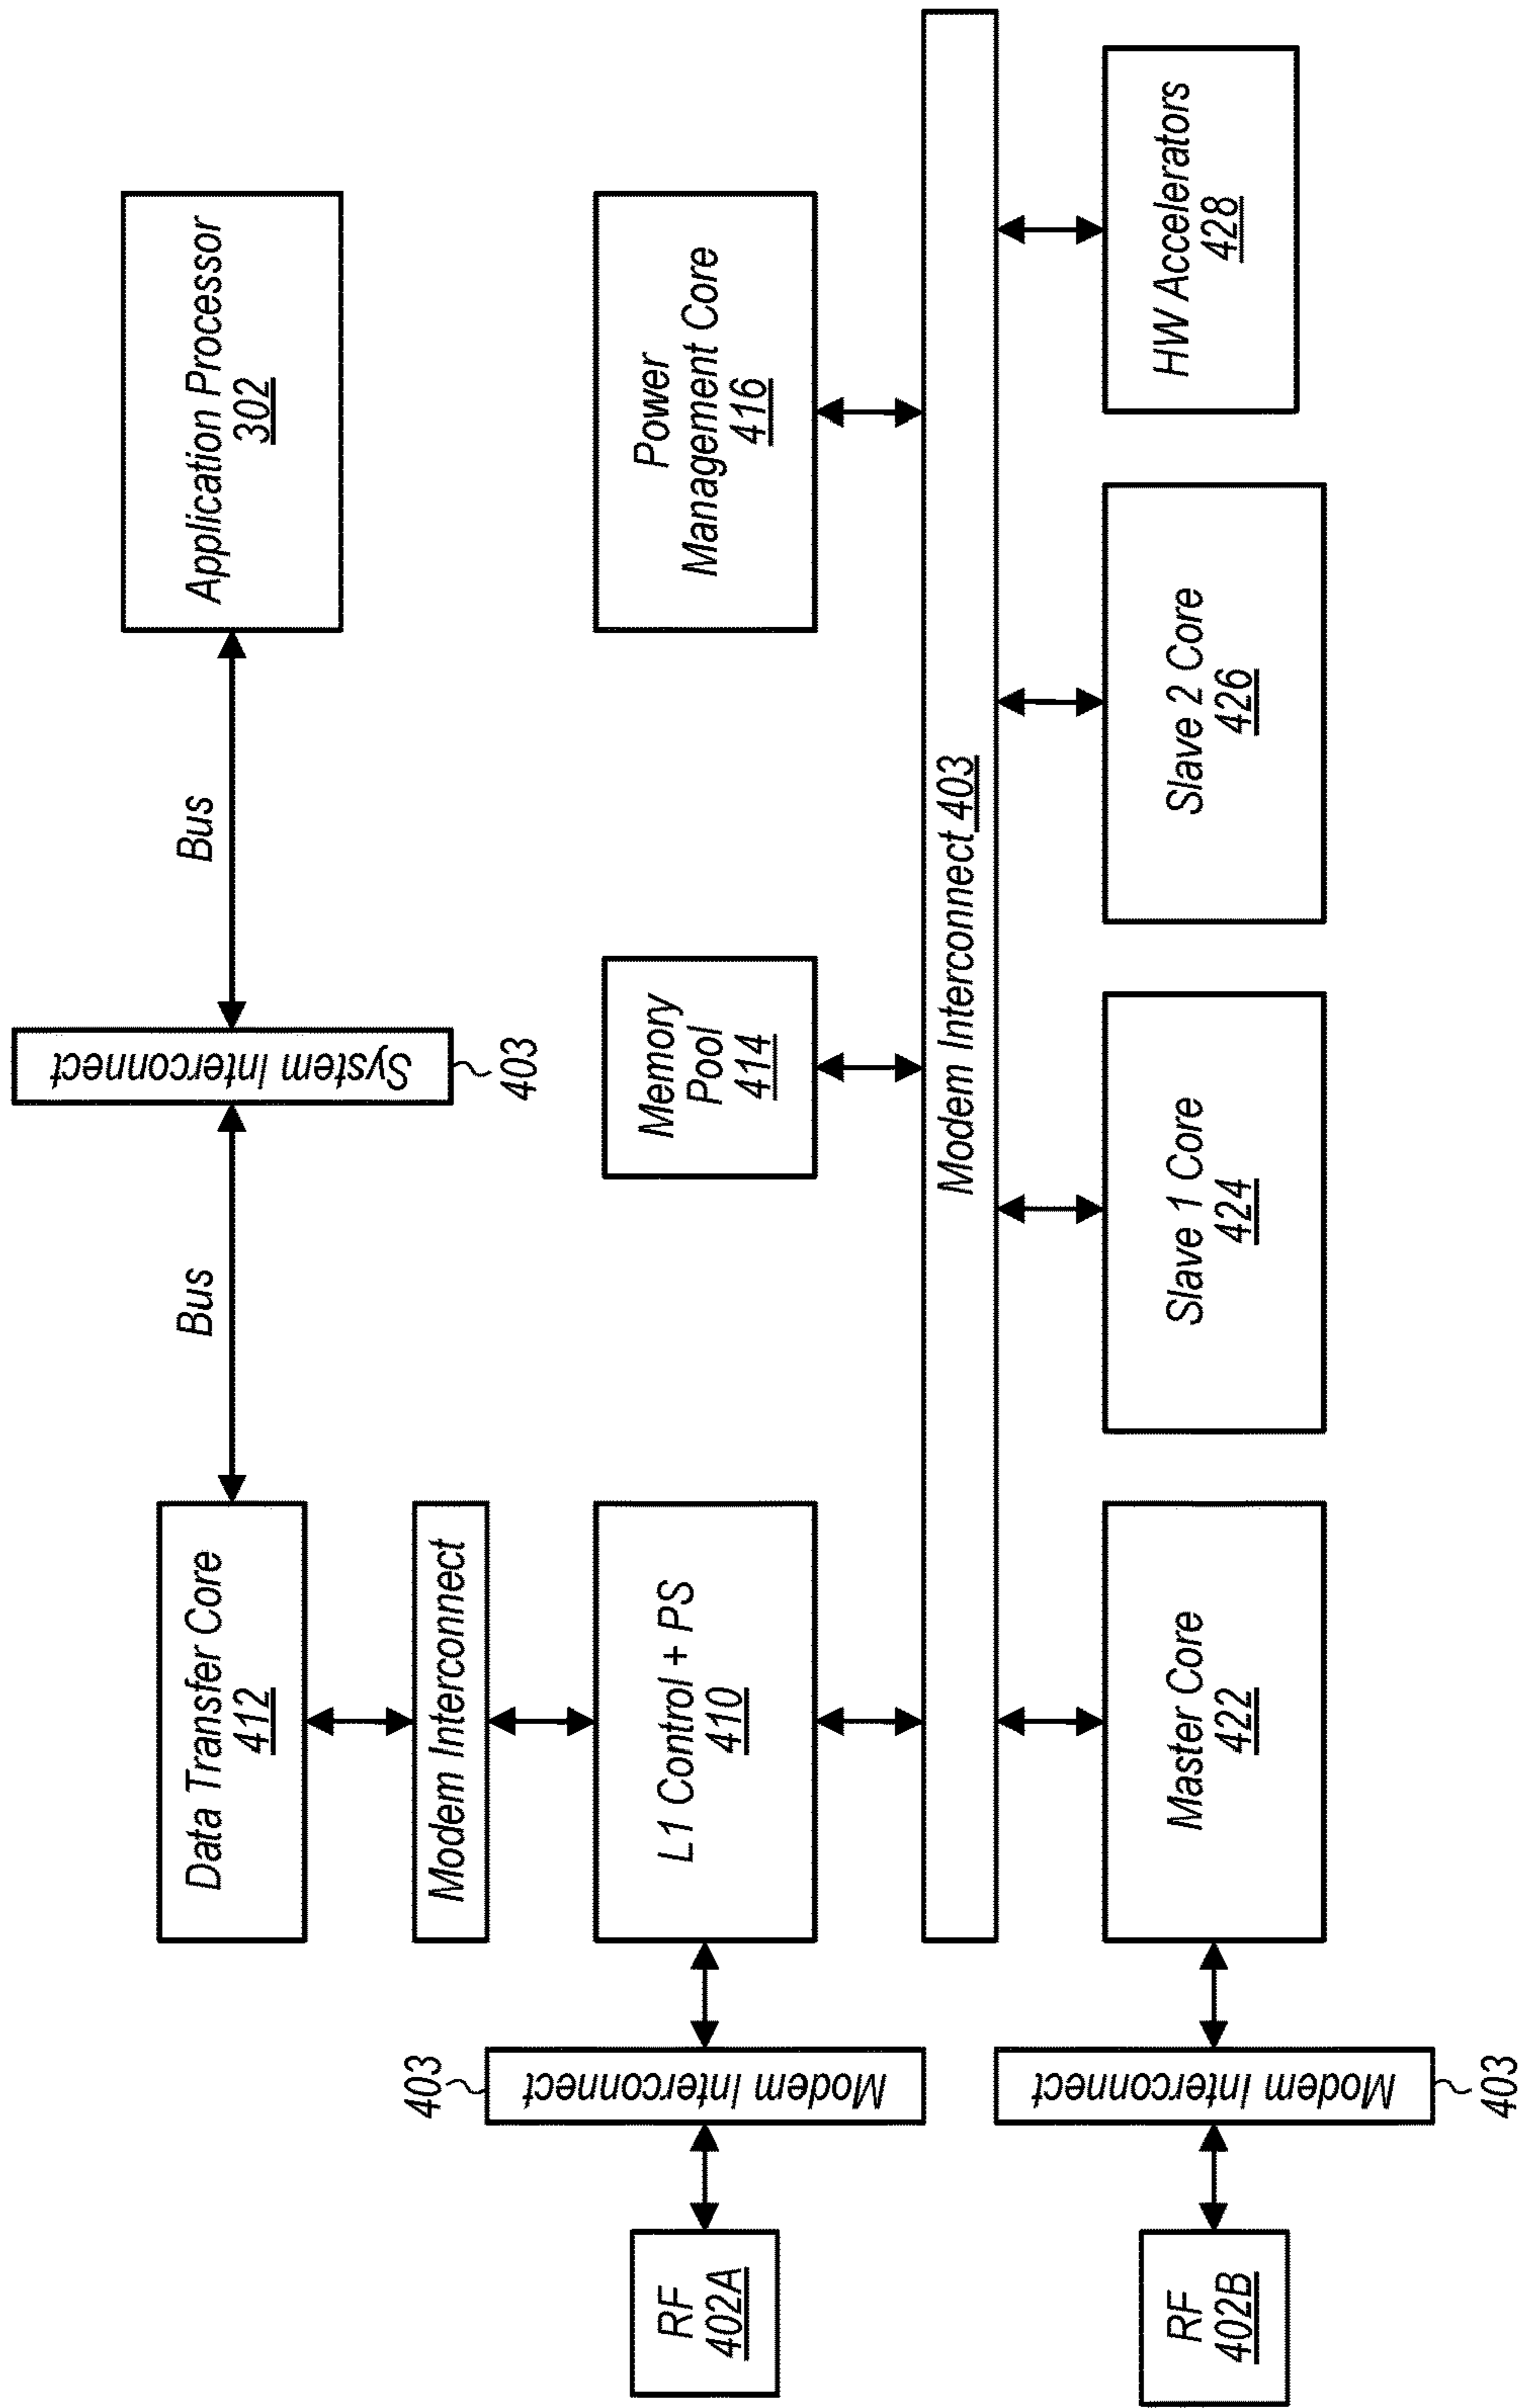 Data Transfer Core
412
Bus
System Interconnect
403
Bus
Application Processor
302
Modem Interconnect
RF
402A
403
Modem Interconnect
L1 Control + PS
410
Memory
Pool
414
Power
Management Core
416
Modem Interconnect 403
RF
402B
Modem Interconnect
403
Master Core
422
Slave 1 Core
424
Slave 2 Core
426
HW Accelerators
428